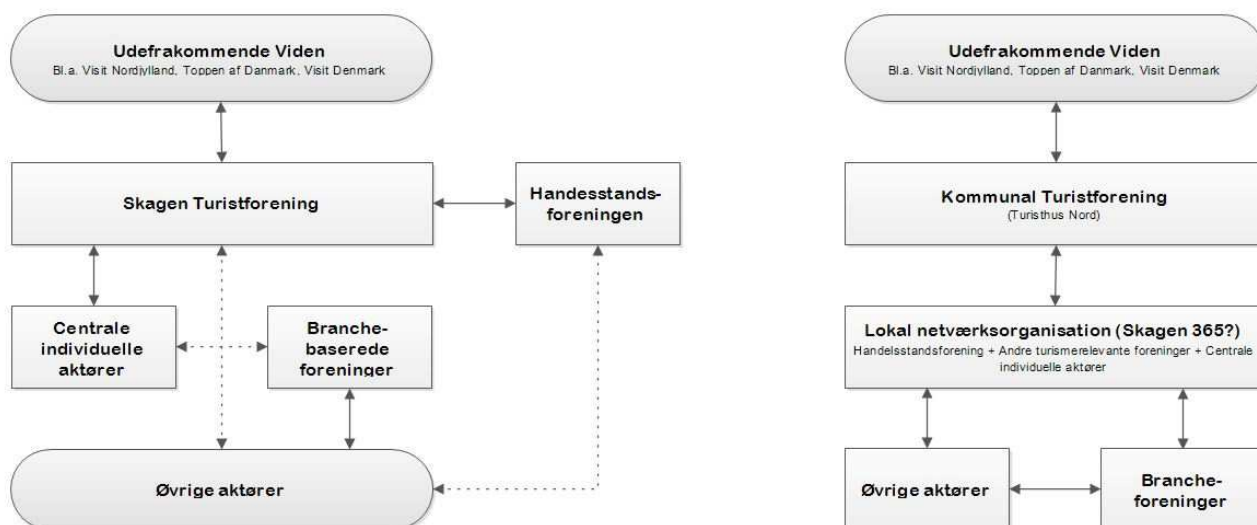 Udefrakommende Viden
Bl.a. Visit Nordjylland, Toppen af Danmark, Visit Denmark
Skagen Turistforening
Handesstands-
foreningen
Centrale
individuelle
aktører
Branche-
baserede
foreninger
Øvrige aktører
Udefrakommende Viden
Bl.a. Visit Nordjylland, Toppen af Danmark, Visit Denmark
Kommunal Turistforening
(Turisthus Nord)
Lokal netværksorganisation (Skagen 365?)
Handelsstandsforening + Andre turismerelevante foreninger + Centrale
individuelle aktører
Øvrige aktører
Branche-
foreninger